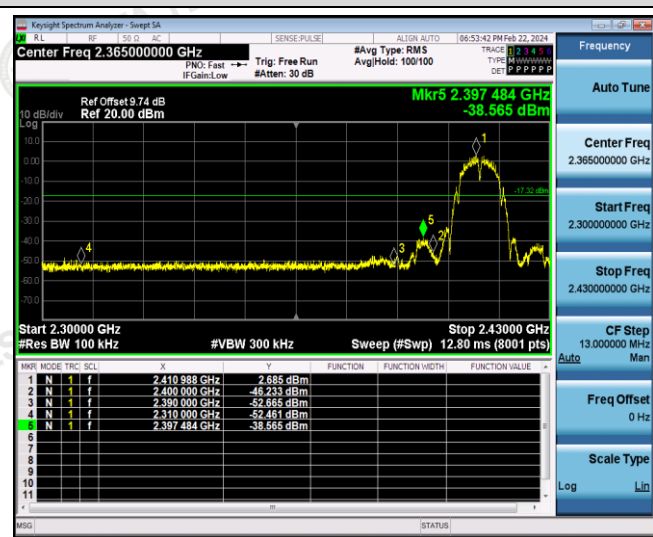 Keysight Spectrum Analyzer - Swept SA
LXI RL RF 50 Ω AC SENSE:PULSE ALIGN AUTO 06:53:42 PM Feb 22, 2024
Center Freq 2.365000000 GHz #Avg Type: RMS TRACE 1 2 3 4 5 6
PNO: Fast Trig: Free Run Avg|Hold: 100/100 TYPE M W W W W W
IFGain:Low #Atten: 30 dB DET P P P P P P
Mkr5 2.397 484 GHz
Ref Offset 9.74 dB
10 dB/div Ref 20.00 dBm -38.565 dBm
Log
10.0
0.00
-10.0
-20.0
-30.0
-40.0
-50.0
-60.0
-70.0
1
-17.32 dBm
5
2
3
4
Start 2.30000 GHz Stop 2.43000 GHz
#Res BW 100 kHz #VBW 300 kHz Sweep (#Swp) 12.80 ms (8001 pts)
MKR MODE TRC SCL X Y FUNCTION FUNCTION WIDTH FUNCTION VALUE
1 N 1 f 2.410 988 GHz 2.685 dBm
2 N 1 f 2.400 000 GHz -46.233 dBm
3 N 1 f 2.390 000 GHz -52.665 dBm
4 N 1 f 2.310 000 GHz -52.461 dBm
5 N 1 f 2.397 484 GHz -38.565 dBm
6
7
8
9
10
11
MSG STATUS
Frequency
Auto Tune
Center Freq
2.365000000 GHz
Start Freq
2.300000000 GHz
Stop Freq
2.430000000 GHz
CF Step
13.000000 MHz
Auto Man
Freq Offset
0 Hz
Scale Type
Log Lin